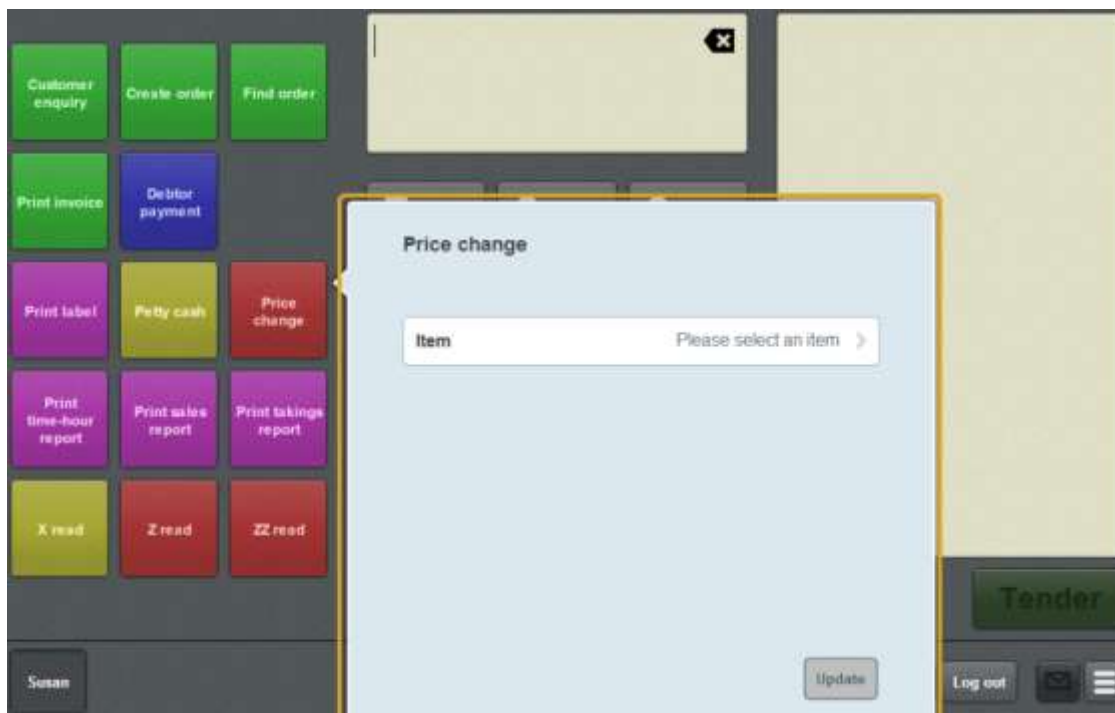 Customer
enquiry
Create order
Find order
Print invoice
Debtor
payment
Print label
Petty cash
Price
change
Print
time-hour
report
Print sales
report
Print takings
report
X read
Z read
ZZ read
Price change
Item
Please select an item
Update
Tender
Susan
Log out